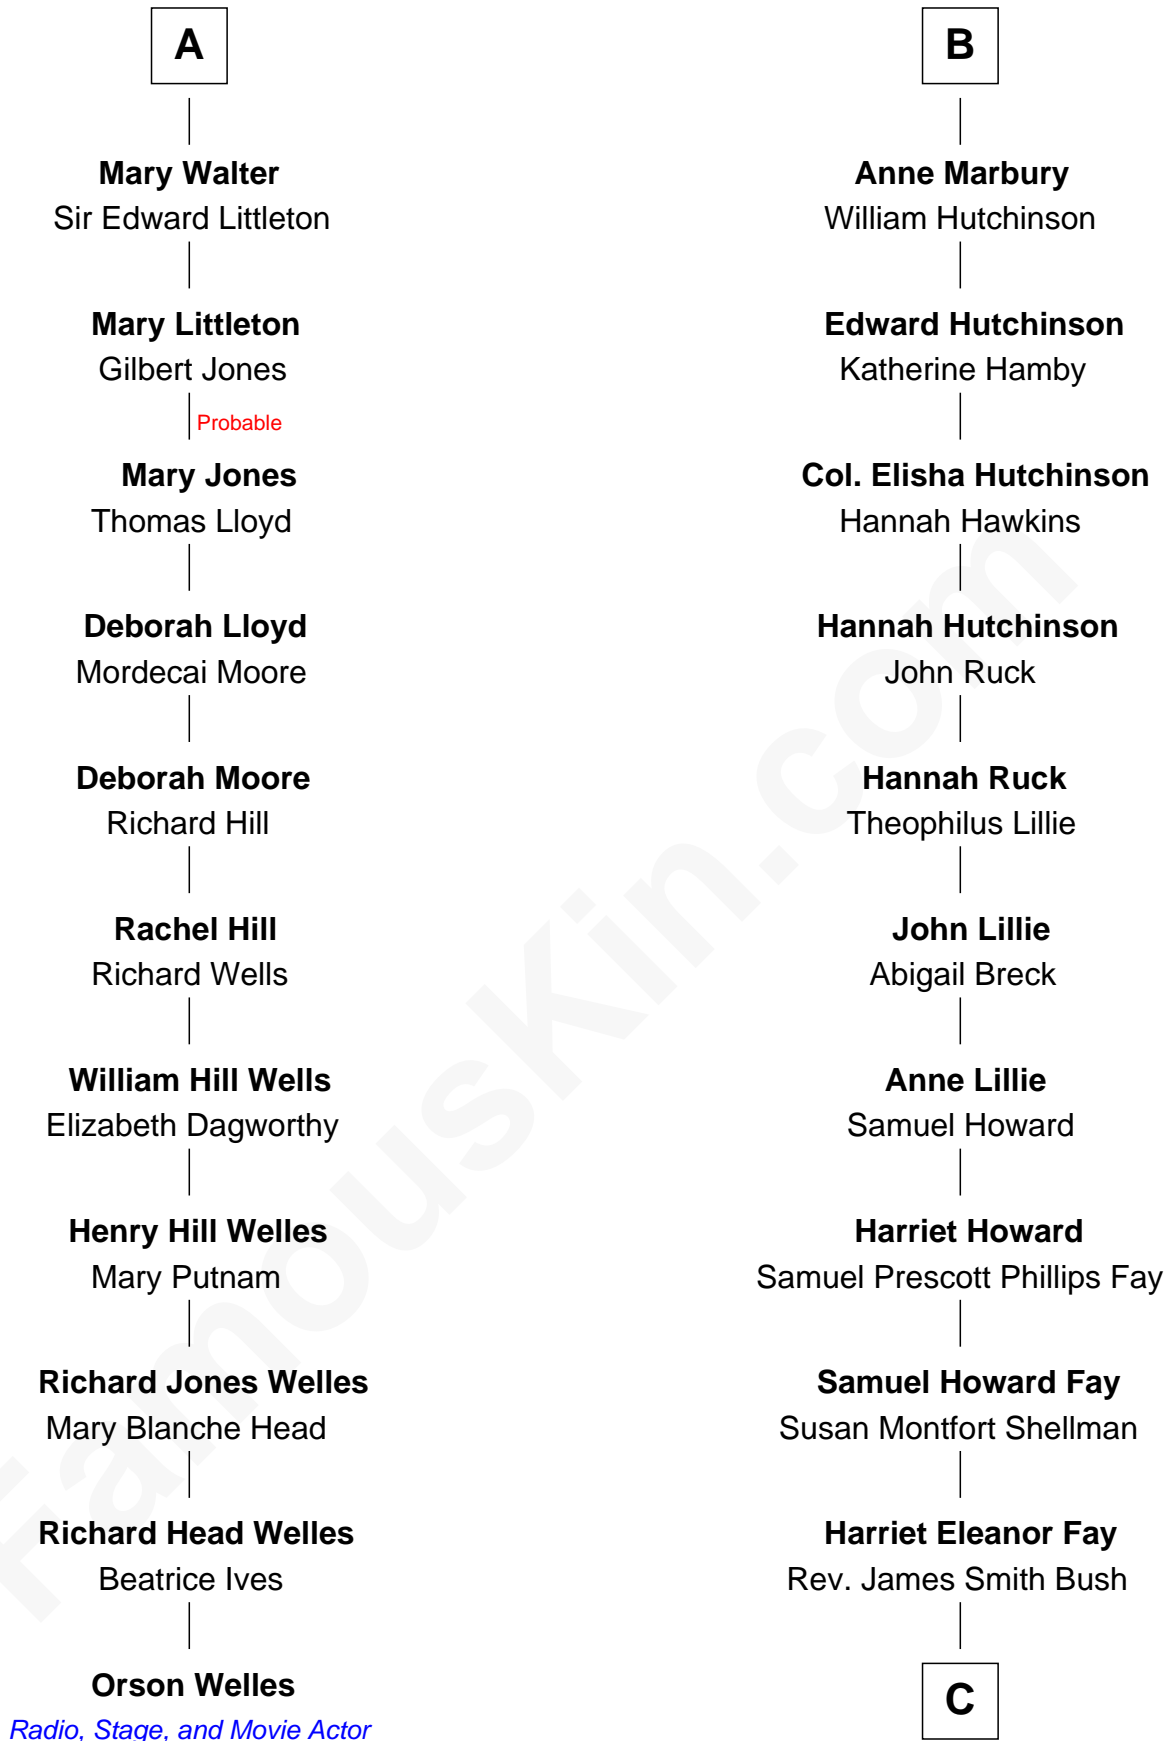 A
Mary Walter
Sir Edward Littleton
Mary Littleton
Gilbert Jones
Probable
Mary Jones
Thomas Lloyd
Deborah Lloyd
Mordecai Moore
Deborah Moore
Richard Hill
Rachel Hill
Richard Wells
William Hill Wells
Elizabeth Dagworthy
Henry Hill Welles
Mary Putnam
Richard Jones Welles
Mary Blanche Head
Richard Head Welles
Beatrice Ives
Orson Welles
Radio, Stage, and Movie Actor
B
Anne Marbury
William Hutchinson
Edward Hutchinson
Katherine Hamby
Col. Elisha Hutchinson
Hannah Hawkins
Hannah Hutchinson
John Ruck
Hannah Ruck
Theophilus Lillie
John Lillie
Abigail Breck
Anne Lillie
Samuel Howard
Harriet Howard
Samuel Prescott Phillips Fay
Samuel Howard Fay
Susan Montfort Shellman
Harriet Eleanor Fay
Rev. James Smith Bush
C
FamousKin.com